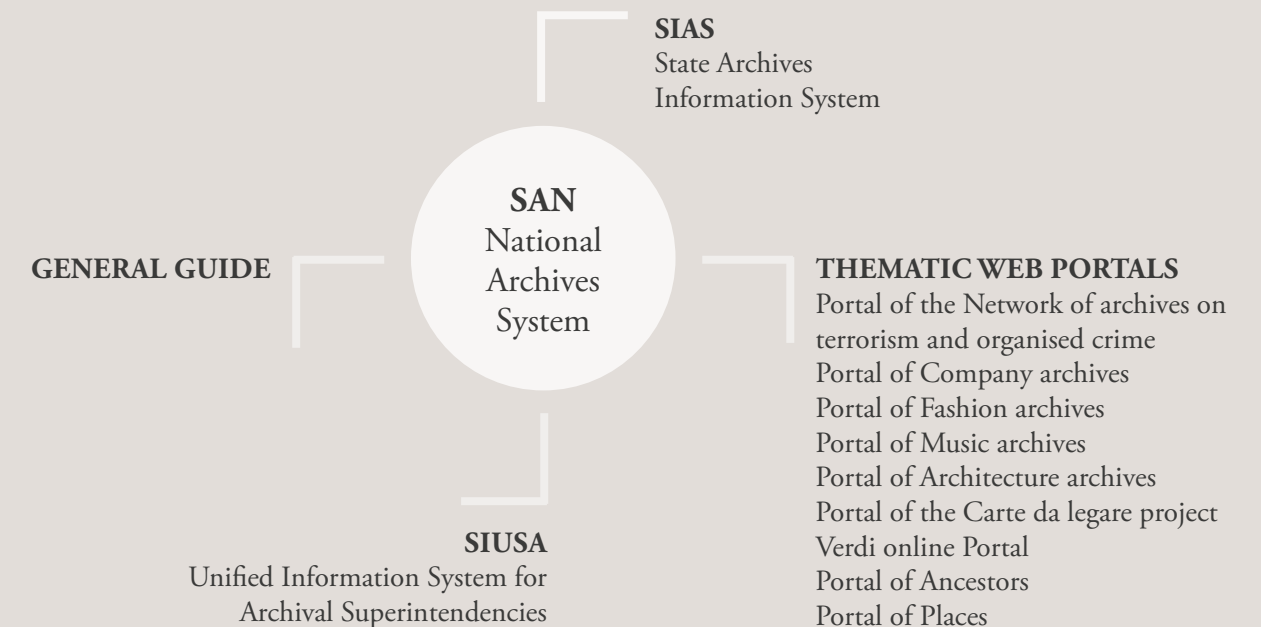 SIAS
State Archives
Information System
SAN
National
Archives
System
GENERAL GUIDE
THEMATIC WEB PORTALS
Portal of the Network of archives on
terrorism and organised crime
Portal of Company archives
Portal of Fashion archives
Portal of Music archives
Portal of Architecture archives
Portal of the Carte da legare project
Verdi online Portal
Portal of Ancestors
Portal of Places
SIUSA
Unified Information System for
Archival Superintendencies